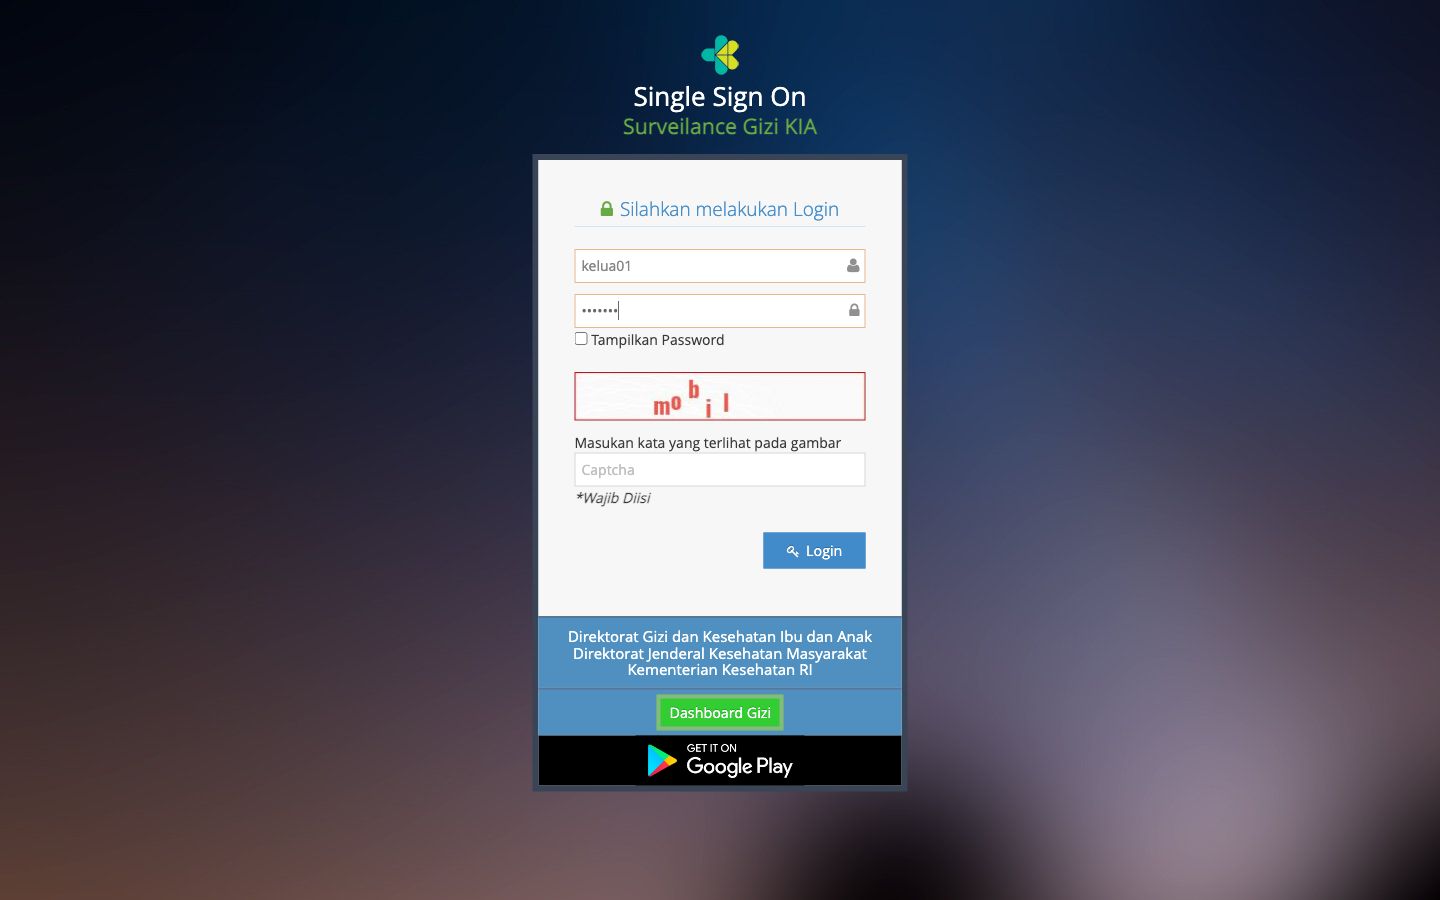 Single Sign On
Surveilance Gizi KIA
Silahkan melakukan Login
kelua01
•••••••
Tampilkan Password
mobil
Masukan kata yang terlihat pada gambar
Captcha
*Wajib Diisi
Login
Direktorat Gizi dan Kesehatan Ibu dan Anak
Direktorat Jenderal Kesehatan Masyarakat
Kementerian Kesehatan RI
Dashboard Gizi
GET IT ON
Google Play